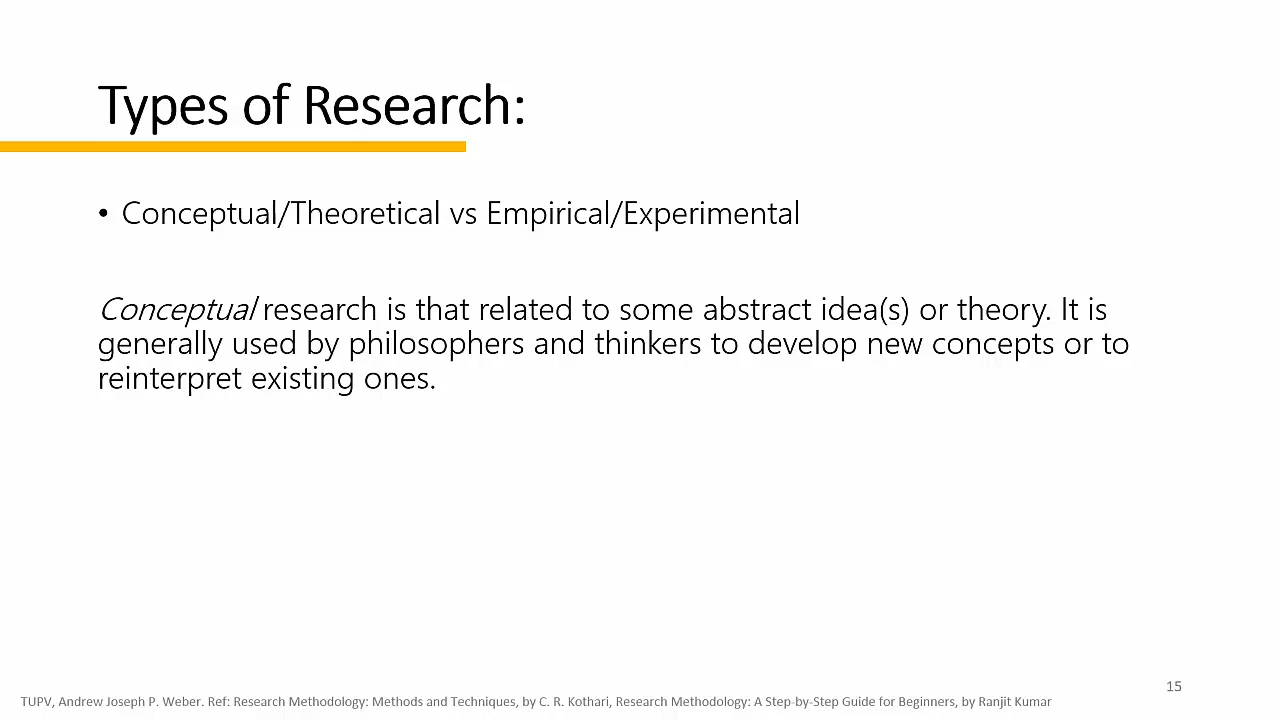 Types of Research:
• Conceptual/Theoretical vs Empirical/Experimental
Conceptual research is that related to some abstract idea(s) or theory. It is
generally used by philosophers and thinkers to develop new concepts or to
reinterpret existing ones.
15
TUPV, Andrew Joseph P. Weber. Ref: Research Methodology: Methods and Techniques, by C. R. Kothari, Research Methodology: A Step-by-Step Guide for Beginners, by Ranjit Kumar